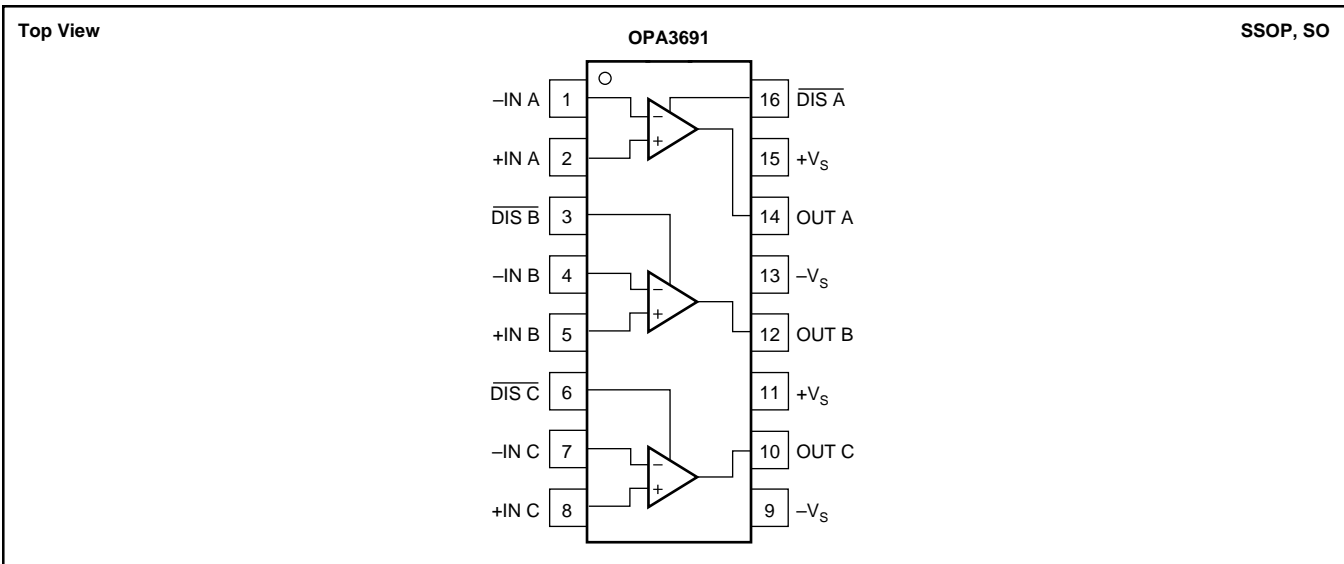 Top View
SSOP, SO
OPA3691
–IN A 1
+IN A 2
DIS B 3
–IN B 4
+IN B 5
DIS C 6
–IN C 7
+IN C 8
16 DIS A
15 +VS
14 OUT A
13 –VS
12 OUT B
11 +VS
10 OUT C
9 –VS
−
+
−
+
−
+